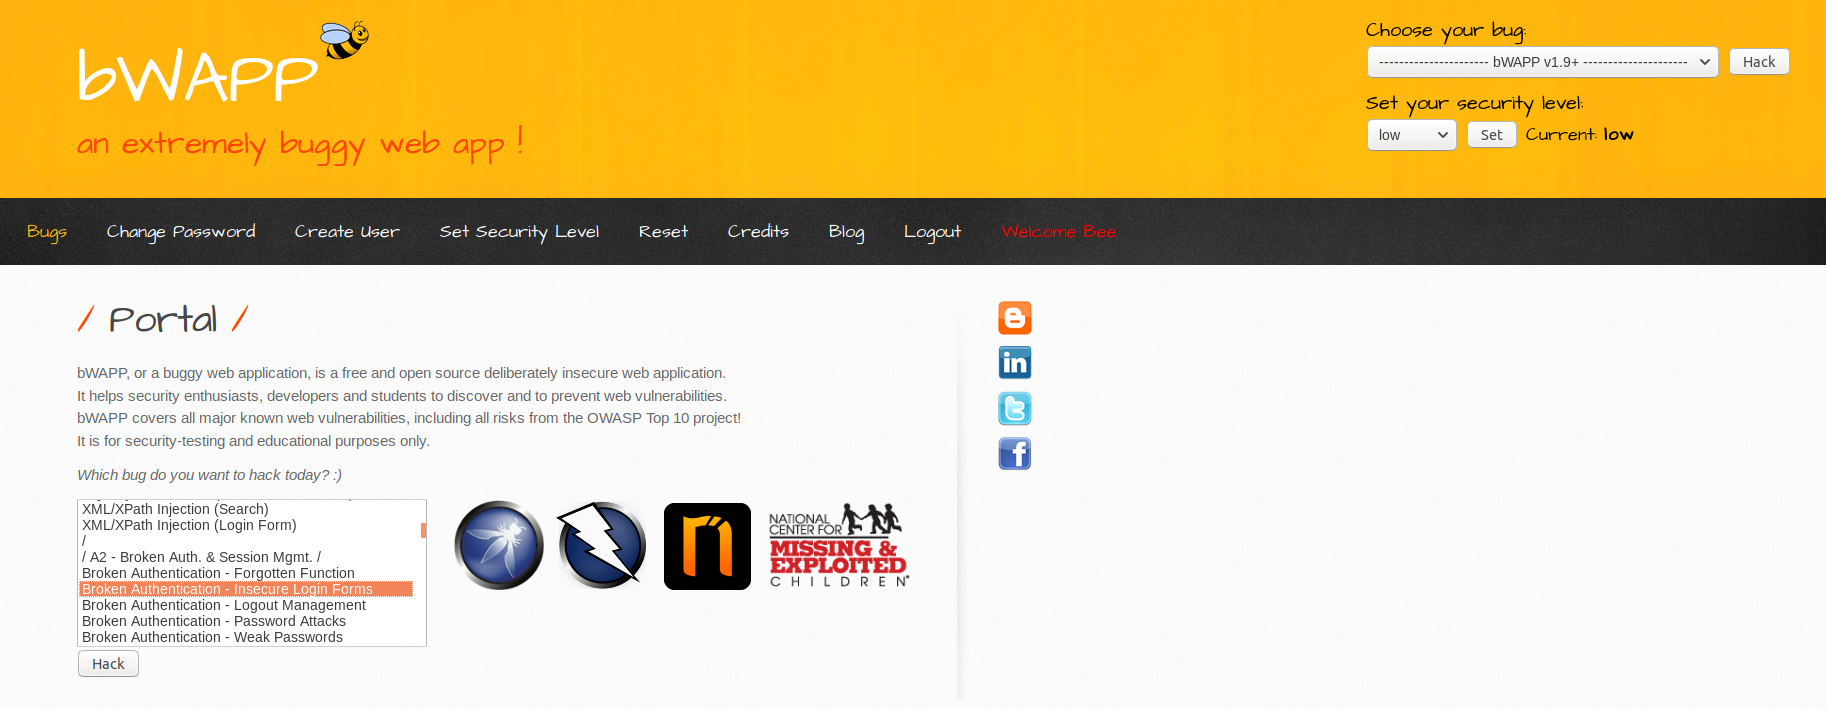 bWAPP
an extremely buggy web app !
Choose your bug:
---------------------- bWAPP v1.9+ ---------------------
Hack
Set your security level:
low
Set
Current: low
Bugs
Change Password
Create User
Set Security Level
Reset
Credits
Blog
Logout
Welcome Bee
/ Portal /
bWAPP, or a buggy web application, is a free and open source deliberately insecure web application.
It helps security enthusiasts, developers and students to discover and to prevent web vulnerabilities.
bWAPP covers all major known web vulnerabilities, including all risks from the OWASP Top 10 project!
It is for security-testing and educational purposes only.
Which bug do you want to hack today? :)
XML/XPath Injection (Search)
XML/XPath Injection (Login Form)
/
/ A2 - Broken Auth. & Session Mgmt. /
Broken Authentication - Forgotten Function
Broken Authentication - Insecure Login Forms
Broken Authentication - Logout Management
Broken Authentication - Password Attacks
Broken Authentication - Weak Passwords
Hack
NATIONAL
CENTER FOR
MISSING &
EXPLOITED
CHILDREN®
in
t
f